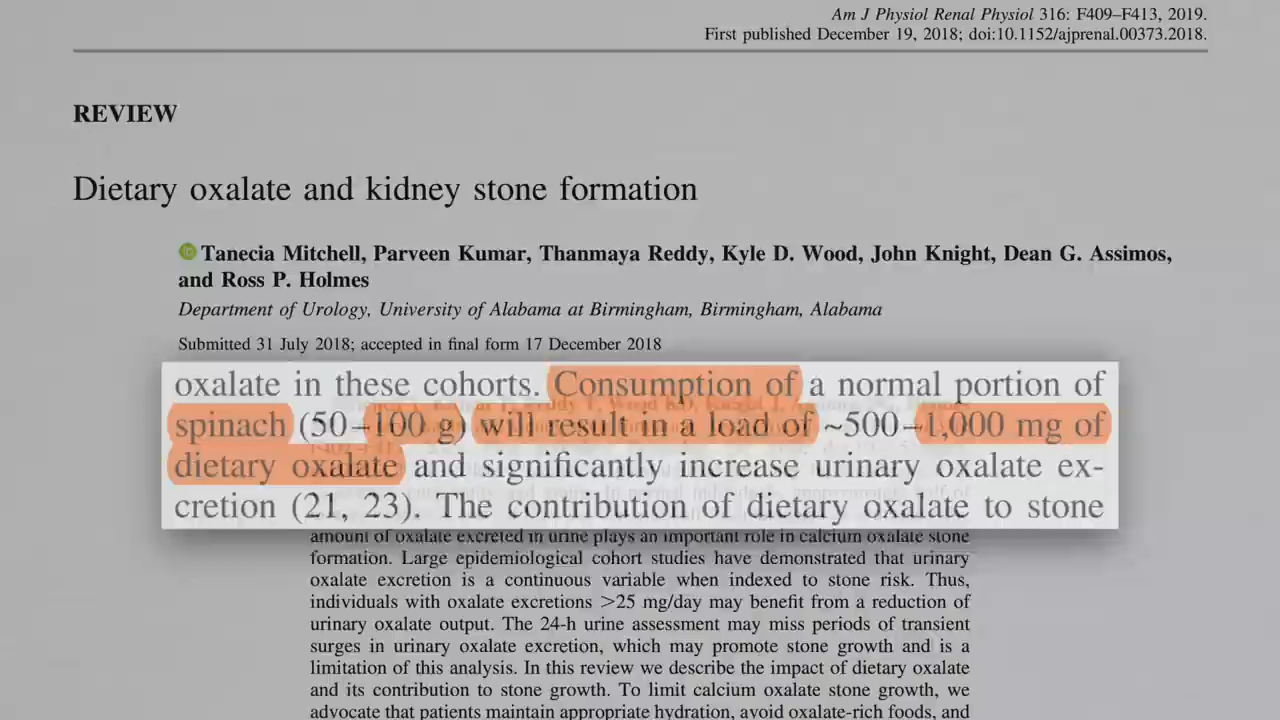 Am J Physiol Renal Physiol 316: F409–F413, 2019.
First published December 19, 2018; doi:10.1152/ajprenal.00373.2018.
REVIEW
Dietary oxalate and kidney stone formation
Tanecia Mitchell, Parveen Kumar, Thanmaya Reddy, Kyle D. Wood, John Knight, Dean G. Assimos,
and Ross P. Holmes
Department of Urology, University of Alabama at Birmingham, Birmingham, Alabama
Submitted 31 July 2018; accepted in final form 17 December 2018
oxalate in these cohorts. Consumption of a normal portion of
spinach (50–100 g) will result in a load of ~500–1,000 mg of
dietary oxalate and significantly increase urinary oxalate ex-
cretion (21, 23). The contribution of dietary oxalate to stone
amount of oxalate excreted in urine plays an important role in calcium oxalate stone
formation. Large epidemiological cohort studies have demonstrated that urinary
oxalate excretion is a continuous variable when indexed to stone risk. Thus,
individuals with oxalate excretions >25 mg/day may benefit from a reduction of
urinary oxalate output. The 24-h urine assessment may miss periods of transient
surges in urinary oxalate excretion, which may promote stone growth and is a
limitation of this analysis. In this review we describe the impact of dietary oxalate
and its contribution to stone growth. To limit calcium oxalate stone growth, we
advocate that patients maintain appropriate hydration, avoid oxalate-rich foods, and